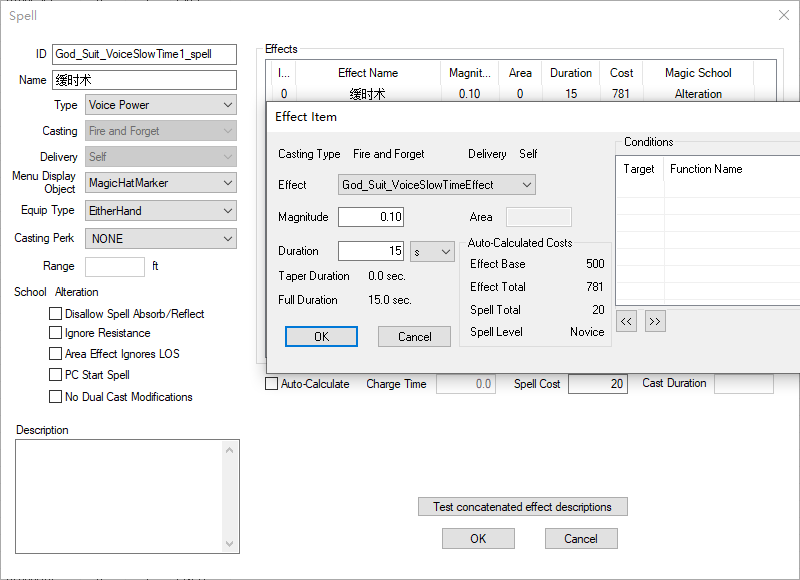 Spell
ID God_Suit_VoiceSlowTime1_spell
Name 缓时术
Type Voice Power
Casting Fire and Forget
Delivery Self
Menu Display Object MagicHatMarker
Equip Type EitherHand
Casting Perk NONE
Range ft
School Alteration
Disallow Spell Absorb/Reflect
Ignore Resistance
Area Effect Ignores LOS
PC Start Spell
No Dual Cast Modifications
Description
Effects
I... Effect Name Magnit... Area Duration Cost Magic School
0 缓时术 0.10 0 15 781 Alteration
Effect Item
Casting Type Fire and Forget Delivery Self
Effect God_Suit_VoiceSlowTimeEffect
Magnitude 0.10 Area
Duration 15 s
Taper Duration 0.0 sec.
Full Duration 15.0 sec.
OK Cancel
Auto-Calculated Costs
Effect Base 500
Effect Total 781
Spell Total 20
Spell Level Novice
Conditions
Target Function Name
<< >>
Auto-Calculate Charge Time 0.0 Spell Cost 20 Cast Duration
Test concatenated effect descriptions
OK Cancel